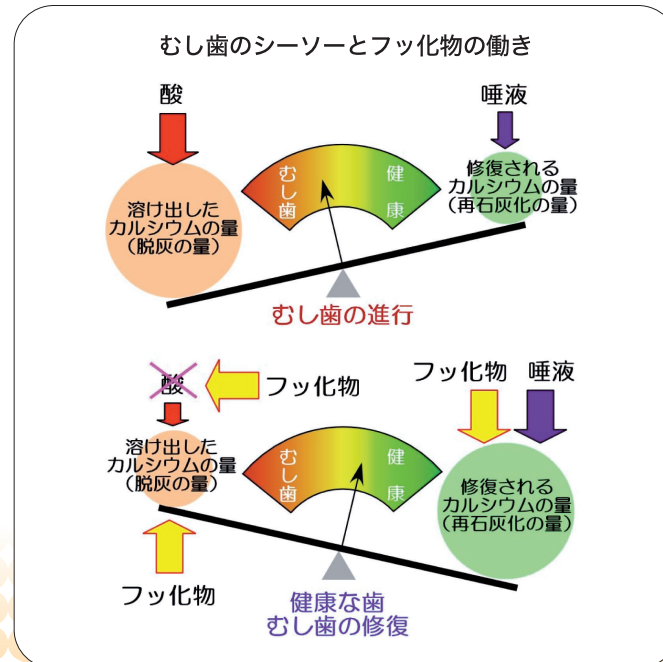 むし歯のシーソーとフッ化物の働き
酸
唾液
むし歯
健康
溶け出した
カルシウムの量
（脱灰の量）
修復される
カルシウムの量
（再石灰化の量）
むし歯の進行
酸
フッ化物
フッ化物
唾液
溶け出した
カルシウムの量
（脱灰の量）
むし歯
健康
修復される
カルシウムの量
（再石灰化の量）
フッ化物
健康な歯
むし歯の修復